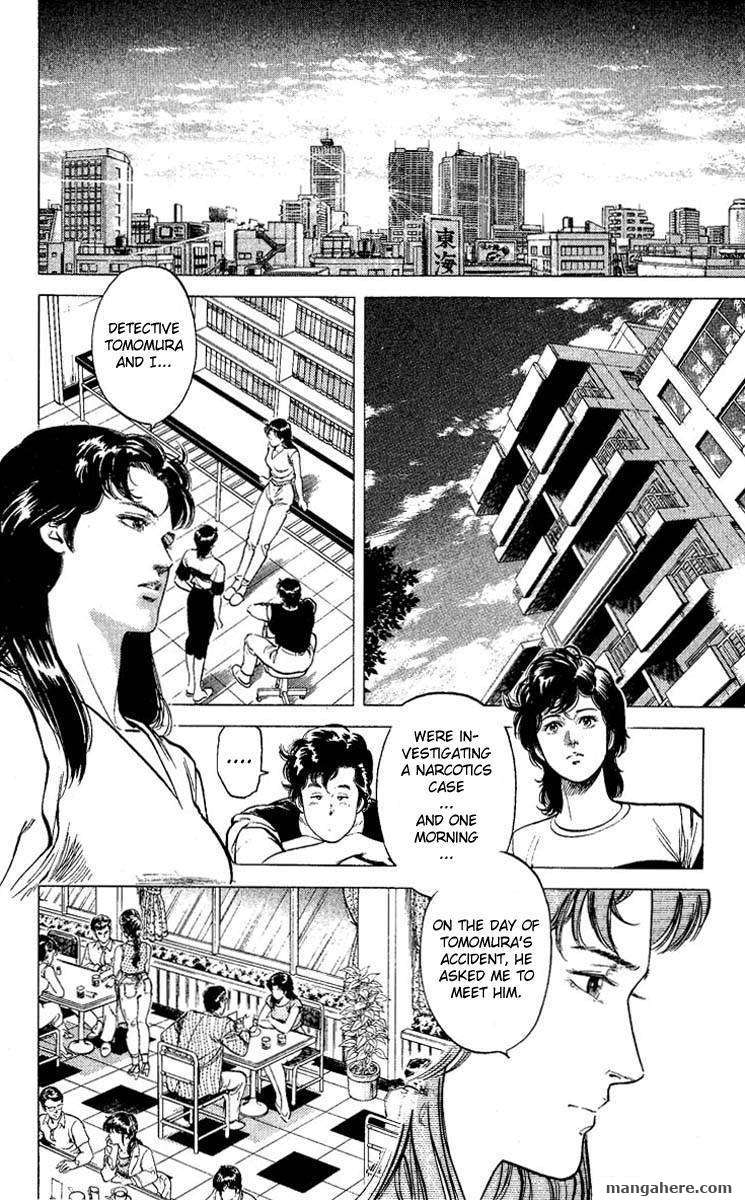 東海
DETECTIVE
TOMOMURA
AND I...
....
WERE IN-
VESTIGATING
A NARCOTICS
CASE
...
AND ONE
MORNING
...
ON THE DAY OF
TOMOMURA'S
ACCIDENT, HE
ASKED ME TO
MEET HIM.
mangahere.com